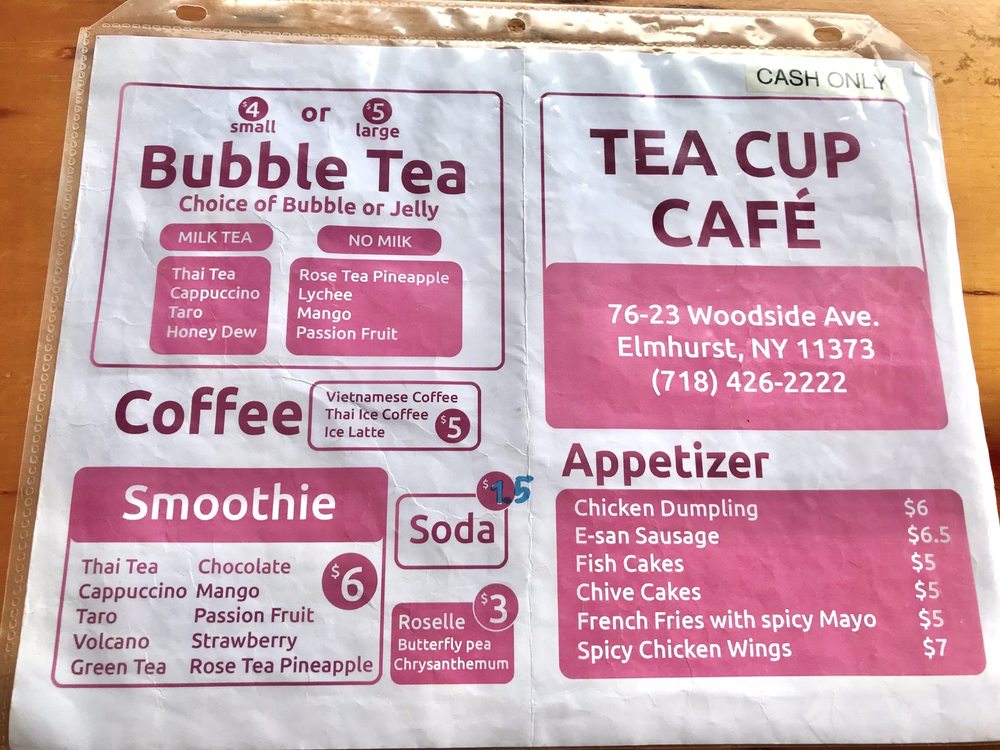 CASH ONLY
$4 or $5
small large
Bubble Tea
Choice of Bubble or Jelly
MILK TEA
Thai Tea
Cappuccino
Taro
Honey Dew
NO MILK
Rose Tea Pineapple
Lychee
Mango
Passion Fruit
Coffee
Vietnamese Coffee
Thai Ice Coffee
Ice Latte
$5
Smoothie
Thai Tea
Cappuccino
Taro
Volcano
Green Tea
Chocolate
Mango
Passion Fruit
Strawberry
Rose Tea Pineapple
$6
Soda
$1.5
Roselle
Butterfly pea
Chrysanthemum
$3
TEA CUP
CAFÉ
76-23 Woodside Ave.
Elmhurst, NY 11373
(718) 426-2222
Appetizer
Chicken Dumpling $6
E-san Sausage $6.5
Fish Cakes $5
Chive Cakes $5
French Fries with spicy Mayo $5
Spicy Chicken Wings $7